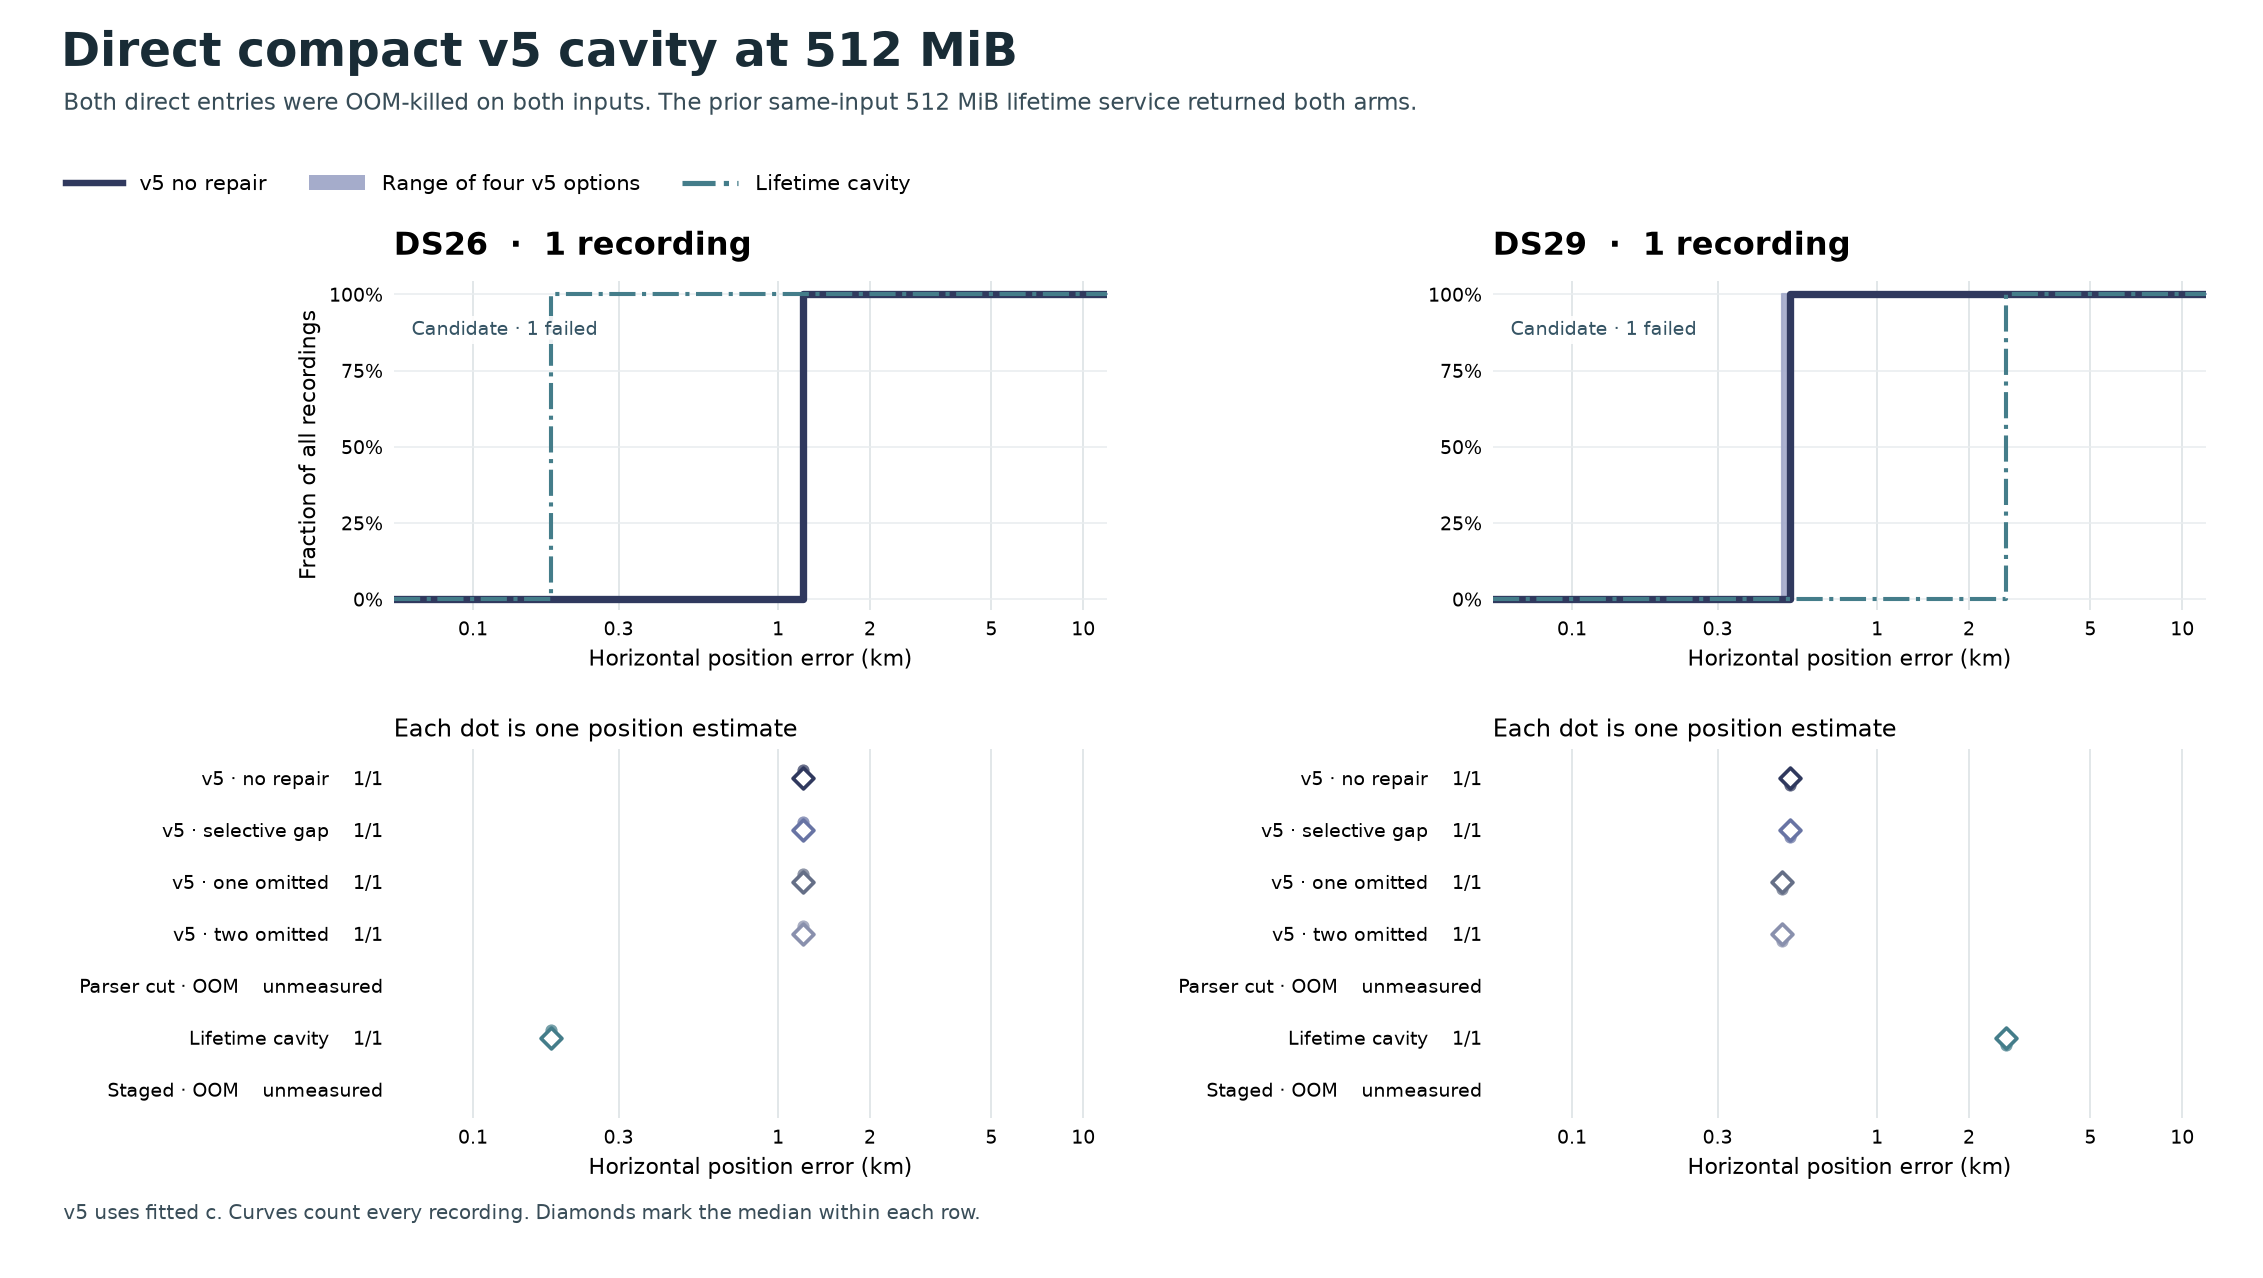 Direct compact v5 cavity at 512 MiB
Both direct entries were OOM-killed on both inputs. The prior same-input 512 MiB lifetime service returned both arms.
v5 no repair
Range of four v5 options
Lifetime cavity
DS26 · 1 recording
Fraction of all recordings
100%
75%
50%
25%
0%
Candidate · 1 failed
0.1 0.3 1 2 5 10
Horizontal position error (km)
DS29 · 1 recording
100%
75%
50%
25%
0%
Candidate · 1 failed
0.1 0.3 1 2 5 10
Horizontal position error (km)
Each dot is one position estimate
v5 · no repair 1/1
v5 · selective gap 1/1
v5 · one omitted 1/1
v5 · two omitted 1/1
Parser cut · OOM unmeasured
Lifetime cavity 1/1
Staged · OOM unmeasured
0.1 0.3 1 2 5 10
Horizontal position error (km)
Each dot is one position estimate
v5 · no repair 1/1
v5 · selective gap 1/1
v5 · one omitted 1/1
v5 · two omitted 1/1
Parser cut · OOM unmeasured
Lifetime cavity 1/1
Staged · OOM unmeasured
0.1 0.3 1 2 5 10
Horizontal position error (km)
v5 uses fitted c. Curves count every recording. Diamonds mark the median within each row.